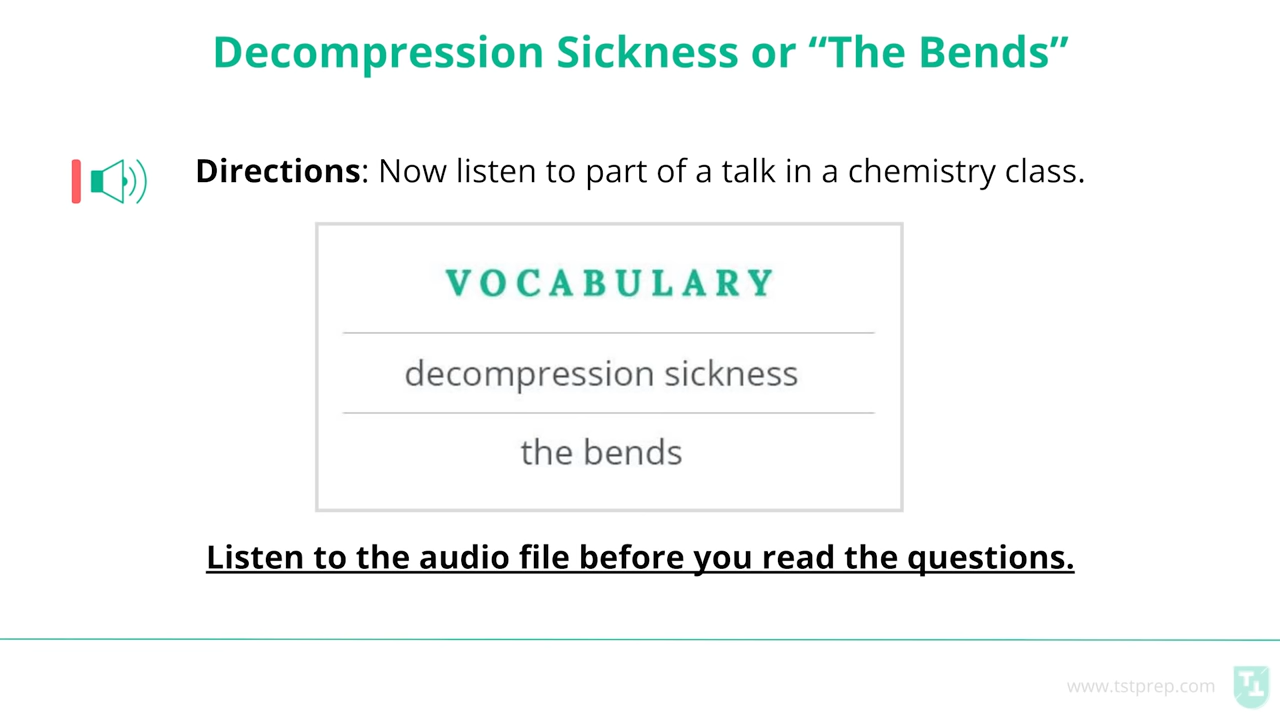 Decompression Sickness or “The Bends”
Directions: Now listen to part of a talk in a chemistry class.
VOCABULARY
decompression sickness
the bends
Listen to the audio file before you read the questions.
www.tstprep.com